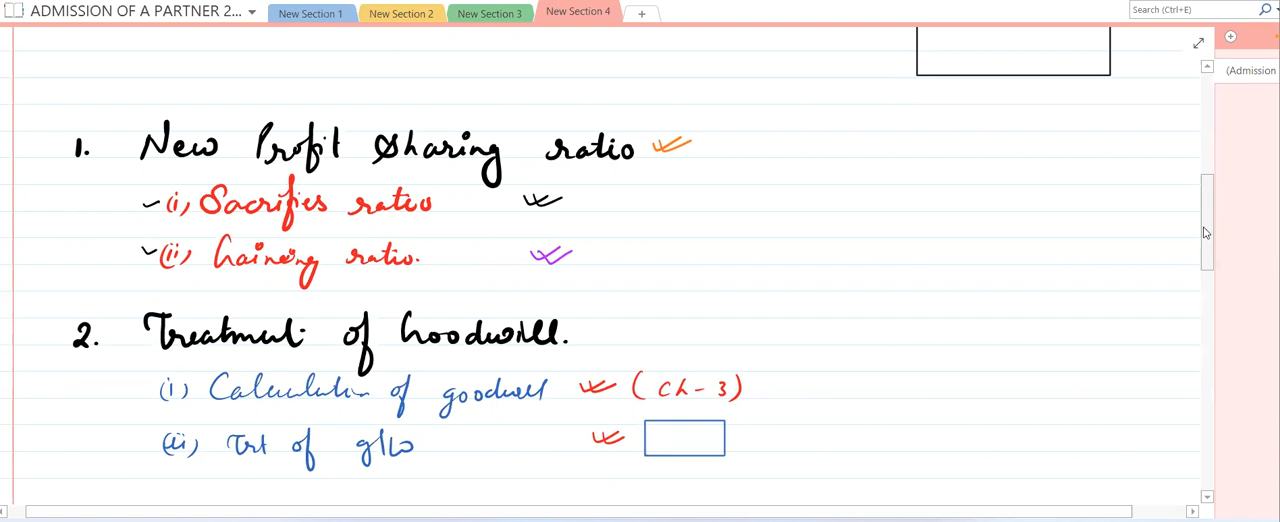 ADMISSION OF A PARTNER 2...
New Section 1
New Section 2
New Section 3
New Section 4
Search (Ctrl+E)
(Admission
1. New Profit Sharing ratio
(i) Sacrifies ratio
(ii) Gaining ratio.
2. Treatment of Goodwill.
(i) Calculation of goodwill (Ch-3)
(ii) Trt of g/w